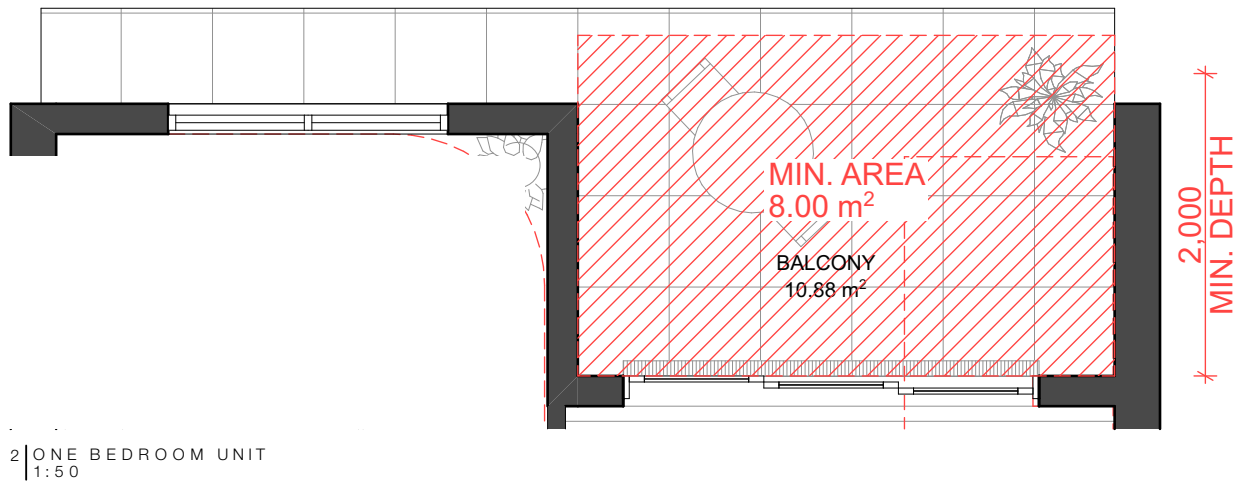 MIN. AREA
8.00 m²
BALCONY
10.88 m²
2,000
MIN. DEPTH
2 ONE BEDROOM UNIT
1:50